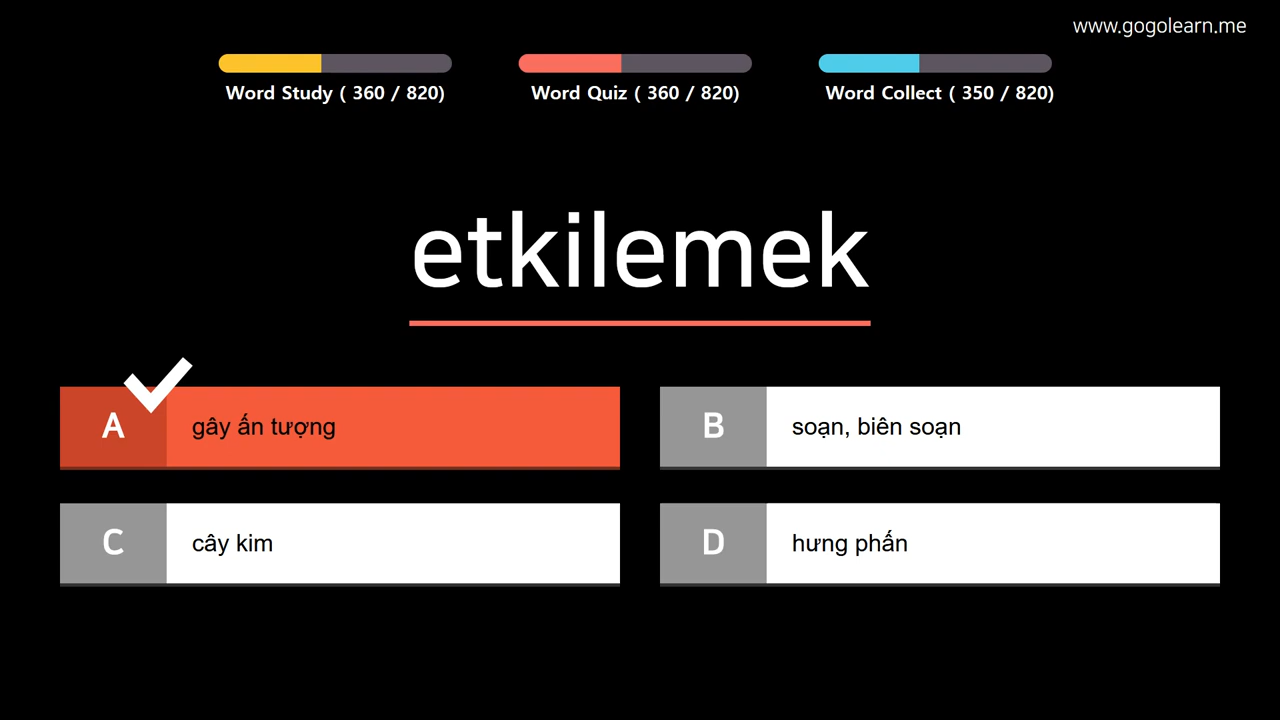 www.gogolearn.me
Word Study ( 360 / 820)
Word Quiz ( 360 / 820)
Word Collect ( 350 / 820)
etkilemek
A gây ấn tượng
B soạn, biên soạn
C cây kim
D hưng phấn